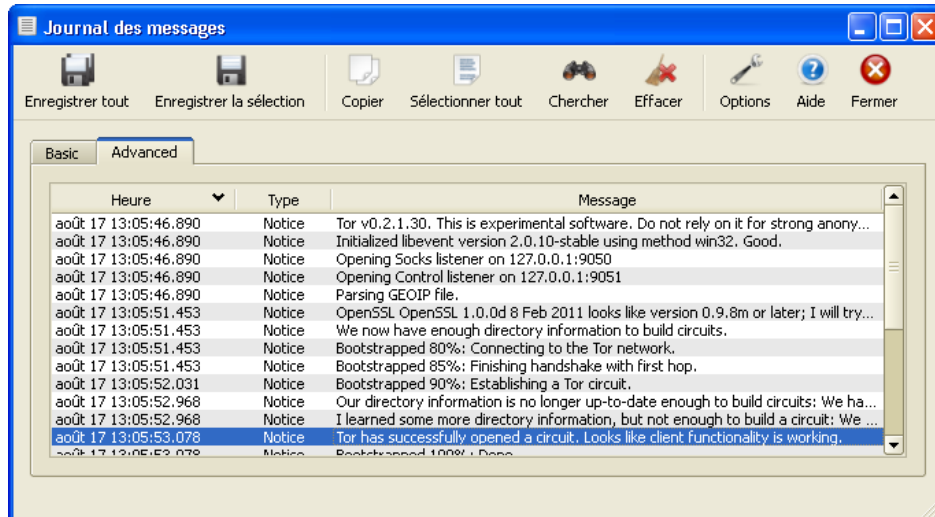 Journal des messages
Enregistrer tout Enregistrer la sélection Copier Sélectionner tout Chercher Effacer Options Aide Fermer
Basic Advanced
Heure Type Message
août 17 13:05:46.890 Notice Tor v0.2.1.30. This is experimental software. Do not rely on it for strong anony...
août 17 13:05:46.890 Notice Initialized libevent version 2.0.10-stable using method win32. Good.
août 17 13:05:46.890 Notice Opening Socks listener on 127.0.0.1:9050
août 17 13:05:46.890 Notice Opening Control listener on 127.0.0.1:9051
août 17 13:05:46.890 Notice Parsing GEOIP file.
août 17 13:05:51.453 Notice OpenSSL OpenSSL 1.0.0d 8 Feb 2011 looks like version 0.9.8m or later; I will try...
août 17 13:05:51.453 Notice We now have enough directory information to build circuits.
août 17 13:05:51.453 Notice Bootstrapped 80%: Connecting to the Tor network.
août 17 13:05:51.453 Notice Bootstrapped 85%: Finishing handshake with first hop.
août 17 13:05:52.031 Notice Bootstrapped 90%: Establishing a Tor circuit.
août 17 13:05:52.968 Notice Our directory information is no longer up-to-date enough to build circuits: We ha...
août 17 13:05:52.968 Notice I learned some more directory information, but not enough to build a circuit: We ...
août 17 13:05:53.078 Notice Tor has successfully opened a circuit. Looks like client functionality is working.
août 17 13:05:53.078 Notice Bootstrapped 100%: Done.